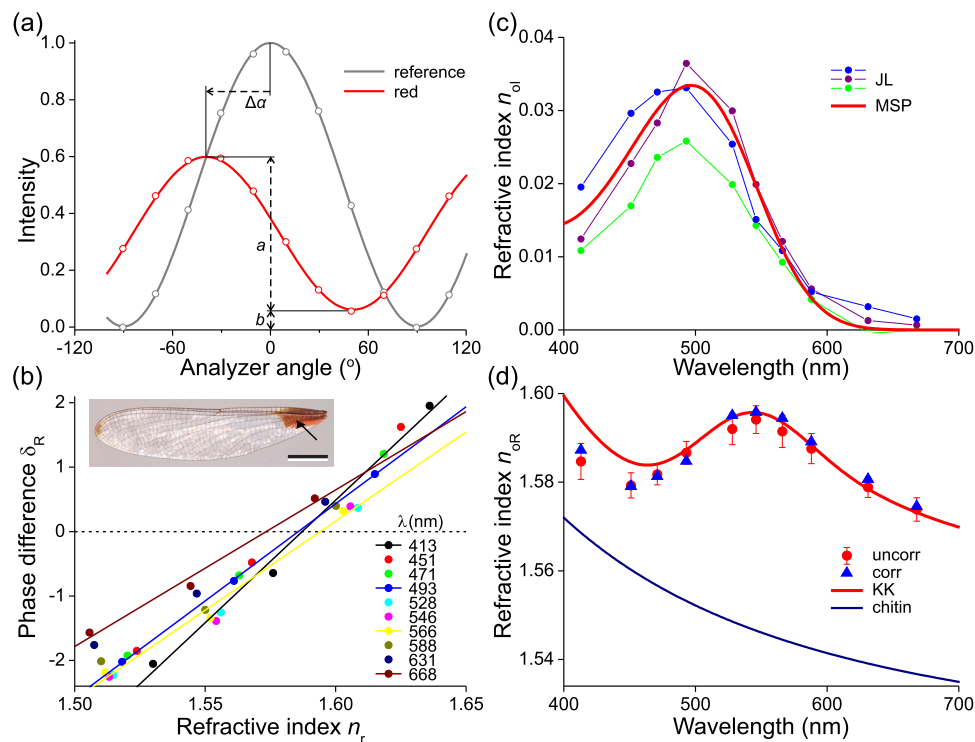 (a)
1.0
0.8
0.6
0.4
0.2
0.0
Intensity
reference
red
Δα
a
b
-120 -60 0 60 120
Analyzer angle (º)
(c)
0.04
0.03
0.02
0.01
0.00
Refractive index nol
JL
MSP
400 500 600 700
Wavelength (nm)
(b)
2
1
0
-1
-2
Phase difference δR
λ(nm)
413
451
471
493
528
546
566
588
631
668
1.50 1.55 1.60 1.65
Refractive index nr
(d)
1.60
1.58
1.56
1.54
Refractive index noR
uncorr
corr
KK
chitin
400 500 600 700
Wavelength (nm)